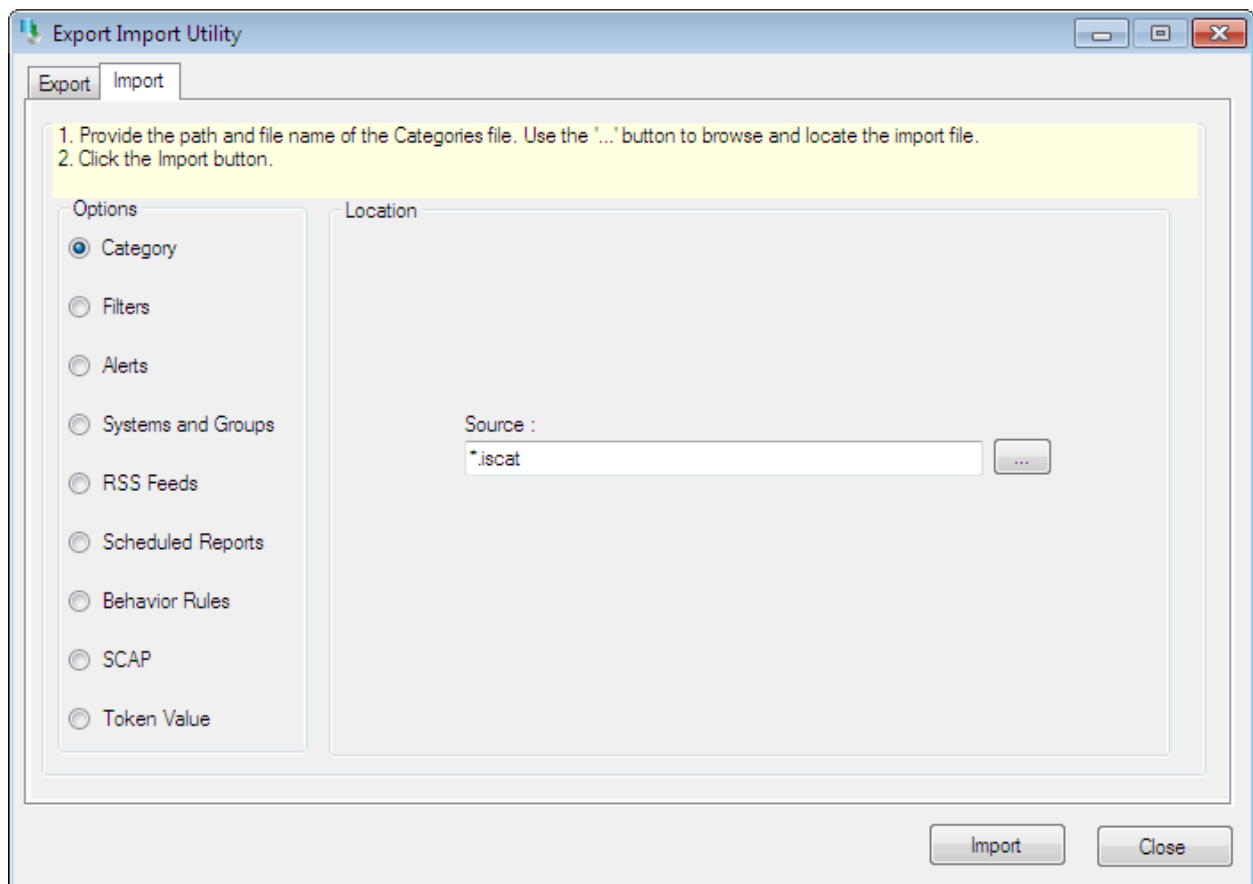 Export Import Utility
Export
Import
1. Provide the path and file name of the Categories file. Use the '...' button to browse and locate the import file.
2. Click the Import button.
Options
Location
Category
Filters
Alerts
Systems and Groups
Source :
*.iscat
...
RSS Feeds
Scheduled Reports
Behavior Rules
SCAP
Token Value
Import
Close